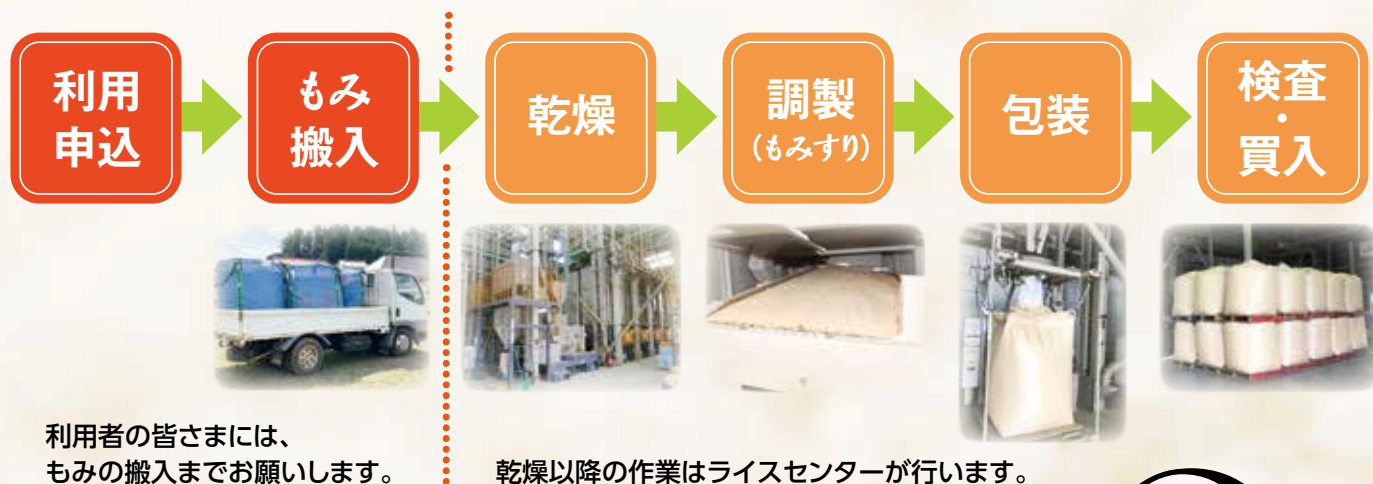 利用
申込
もみ
搬入
乾燥
調製
(もみすり)
包装
検査
・
買入
利用者の皆さまには、
もみの搬入までお願いします。
乾燥以降の作業はライスセンターが行います。